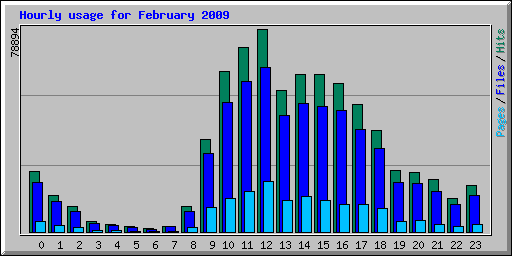 Hourly usage for February 2009
78894
Pages / Files / Hits
0 1 2 3 4 5 6 7 8 9 10 11 12 13 14 15 16 17 18 19 20 21 22 23